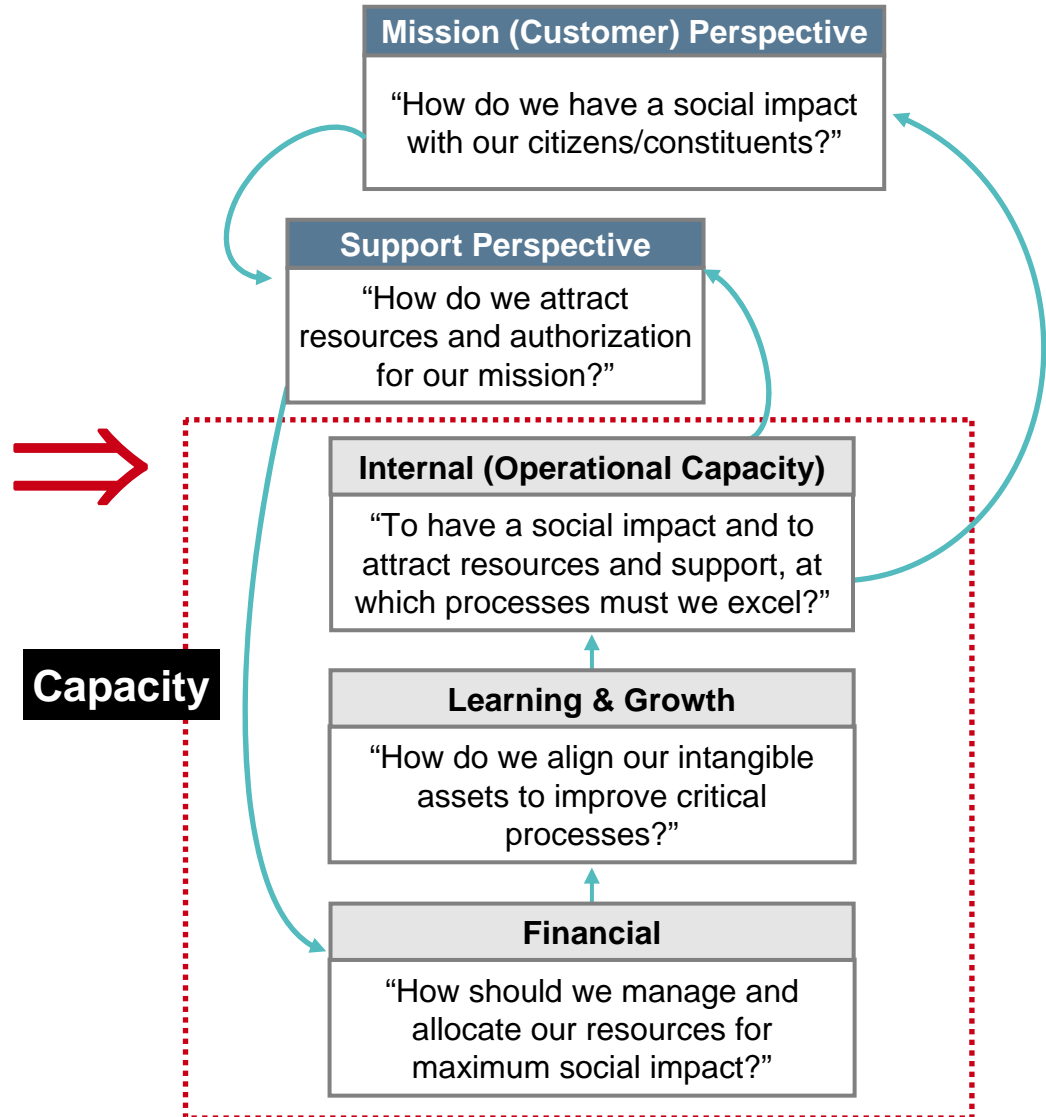 Mission (Customer) Perspective
“How do we have a social impact
with our citizens/constituents?”
Support Perspective
“How do we attract
resources and authorization
for our mission?”
Internal (Operational Capacity)
“To have a social impact and to
attract resources and support, at
which processes must we excel?”
Capacity
Learning & Growth
“How do we align our intangible
assets to improve critical
processes?”
Financial
“How should we manage and
allocate our resources for
maximum social impact?”